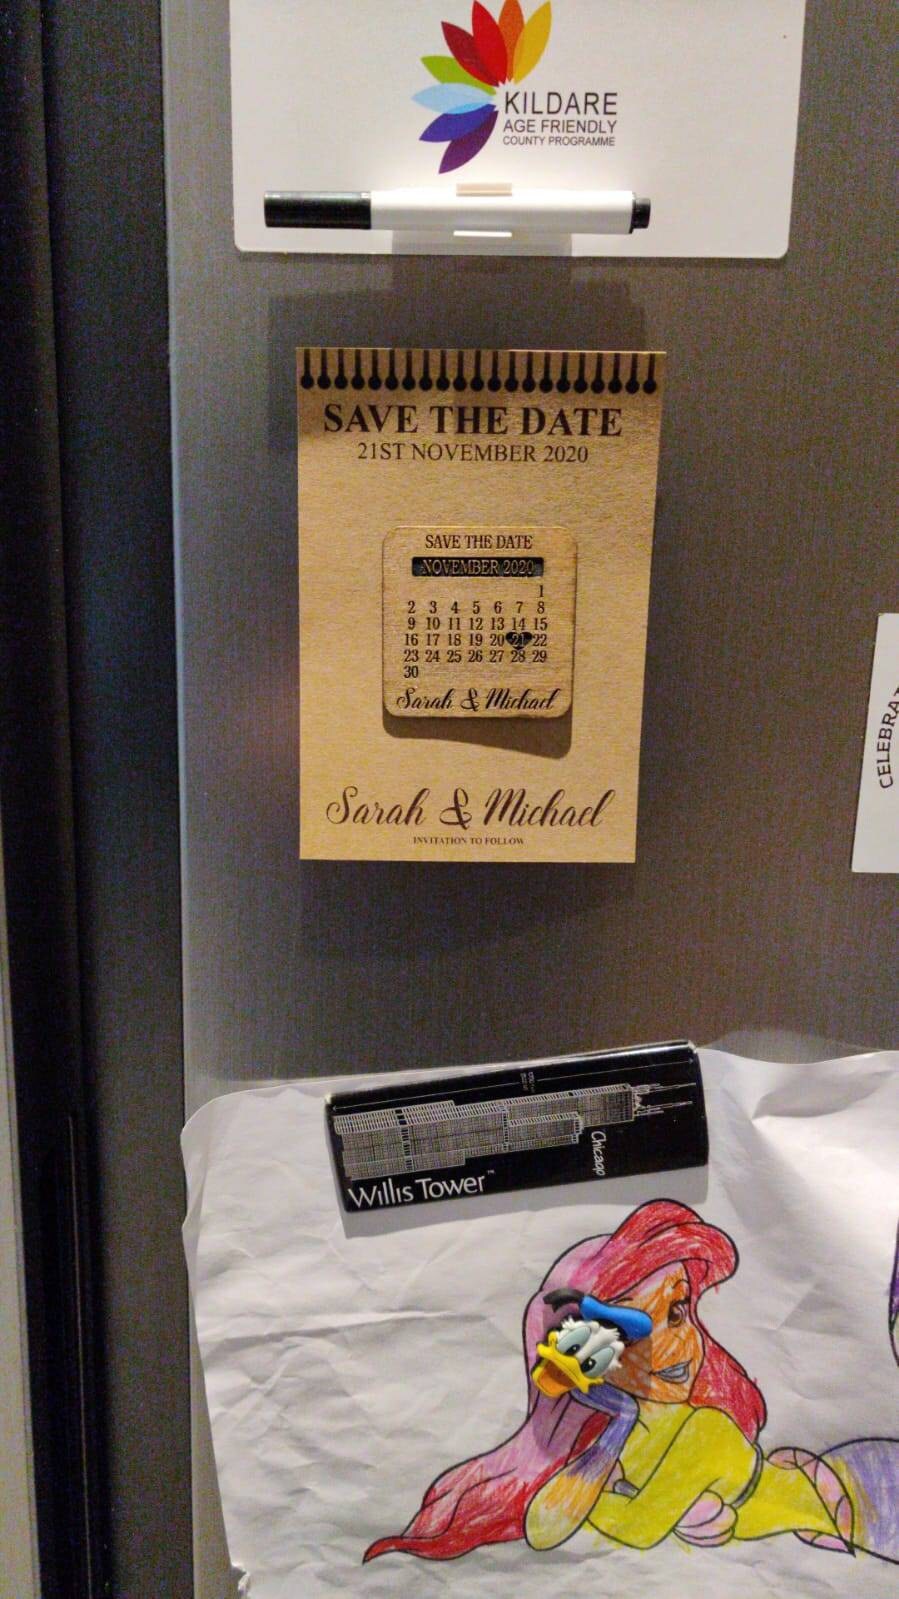 KILDARE
AGE FRIENDLY
COUNTY PROGRAMME
SAVE THE DATE
21ST NOVEMBER 2020
SAVE THE DATE
NOVEMBER 2020
1
2 3 4 5 6 7 8
9 10 11 12 13 14 15
16 17 18 19 20 21 22
23 24 25 26 27 28 29
30
Sarah & Michael
Sarah & Michael
INVITATION TO FOLLOW
Chicago
Willis Tower™